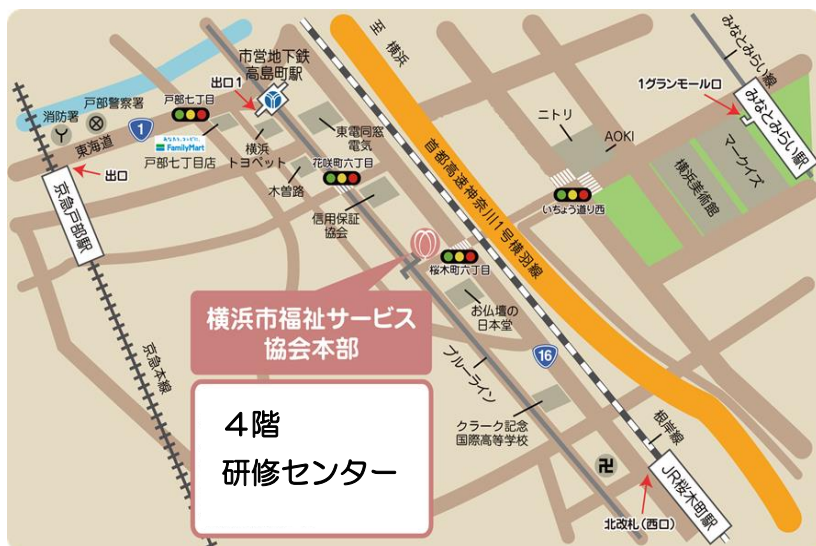 市営地下鉄
高島町駅
出口1
戸部七丁目
戸部警察署
消防署
1
東海道
出口
あなたと、コンビに、
FamilyMart
戸部七丁目店
横浜
トヨペット
東電同窓
電気
花咲町六丁目
木曽路
信用保証
協会
京急戸部駅
京急本線
至 横浜
首都高速神奈川1号横羽線
みなとみらい線
1グランモール口
みなとみらい駅
ニトリ
AOKI
マークイズ
横浜美術館
いちょう通り西
桜木町六丁目
お仏壇の
日本堂
16
ブルーライン
クラーク記念
国際高等学校
卍
根岸線
JR桜木町駅
北改札(西口)
横浜市福祉サービス
協会本部
4階
研修センター